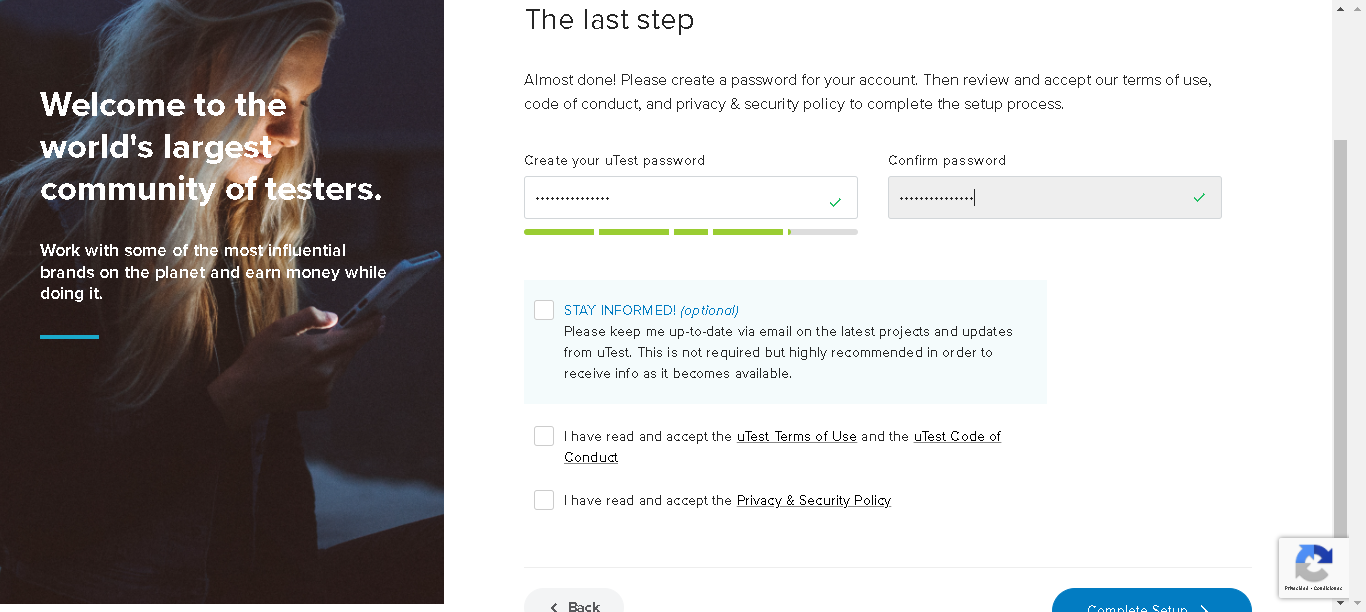 Welcome to the
world's largest
community of testers.
Work with some of the most influential
brands on the planet and earn money while
doing it.
The last step
Almost done! Please create a password for your account. Then review and accept our terms of use,
code of conduct, and privacy & security policy to complete the setup process.
Create your uTest password
Confirm password
STAY INFORMED! (optional)
Please keep me up-to-date via email on the latest projects and updates
from uTest. This is not required but highly recommended in order to
receive info as it becomes available.
I have read and accept the uTest Terms of Use and the uTest Code of
Conduct
I have read and accept the Privacy & Security Policy
Back
Complete Setup
Privacidad - Condiciones